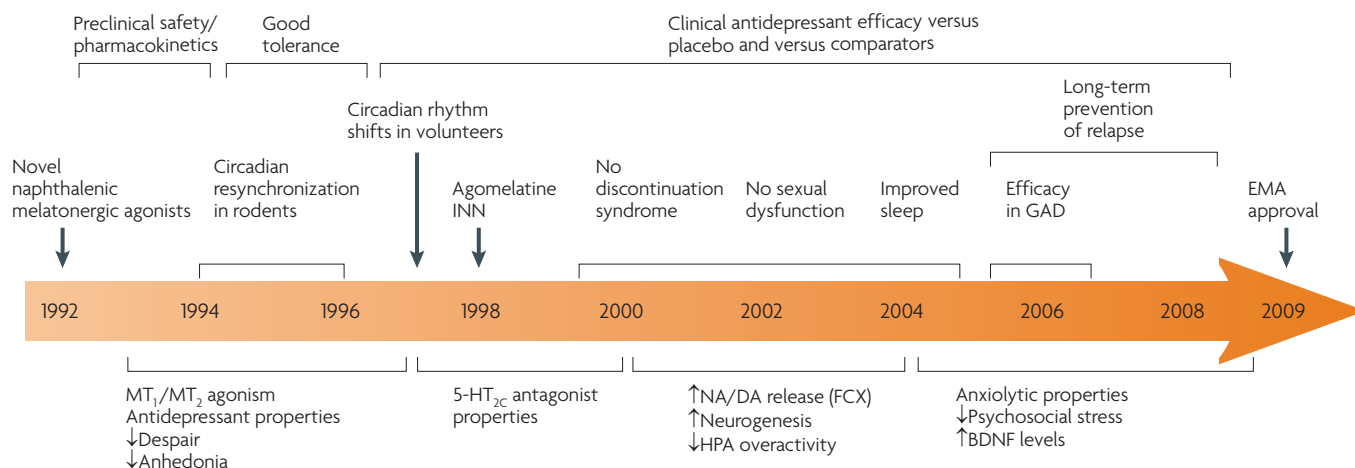 Preclinical safety/
pharmacokinetics
Good
tolerance
Clinical antidepressant efficacy versus
placebo and versus comparators
Circadian rhythm
shifts in volunteers
Long-term
prevention
of relapse
Novel
naphthalenic
melatonergic agonists
Circadian
resynchronization
in rodents
Agomelatine
INN
No
discontinuation
syndrome
No sexual
dysfunction
Improved
sleep
Efficacy
in GAD
EMA
approval
1992 1994 1996 1998 2000 2002 2004 2006 2008 2009
MT₁/MT₂ agonism
Antidepressant properties
↓Despair
↓Anhedonia
5-HT₂C antagonist
properties
↑NA/DA release (FCX)
↑Neurogenesis
↓HPA overactivity
Anxiolytic properties
↓Psychosocial stress
↑BDNF levels